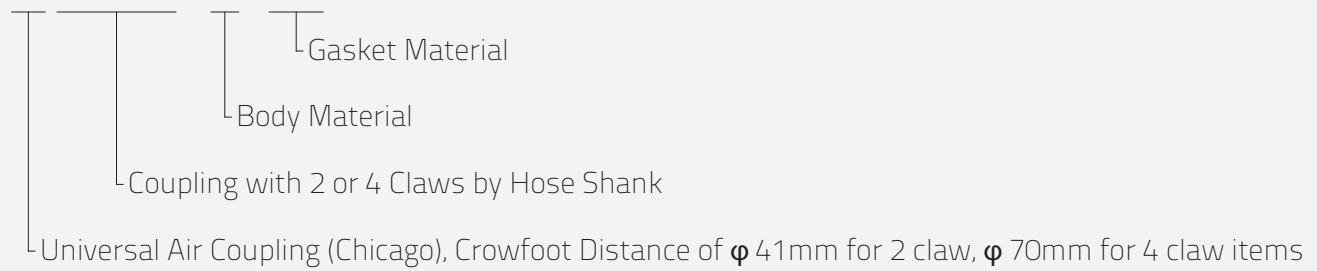 Gasket Material
Body Material
Coupling with 2 or 4 Claws by Hose Shank
Universal Air Coupling (Chicago), Crowfoot Distance of φ 41mm for 2 claw, φ 70mm for 4 claw items